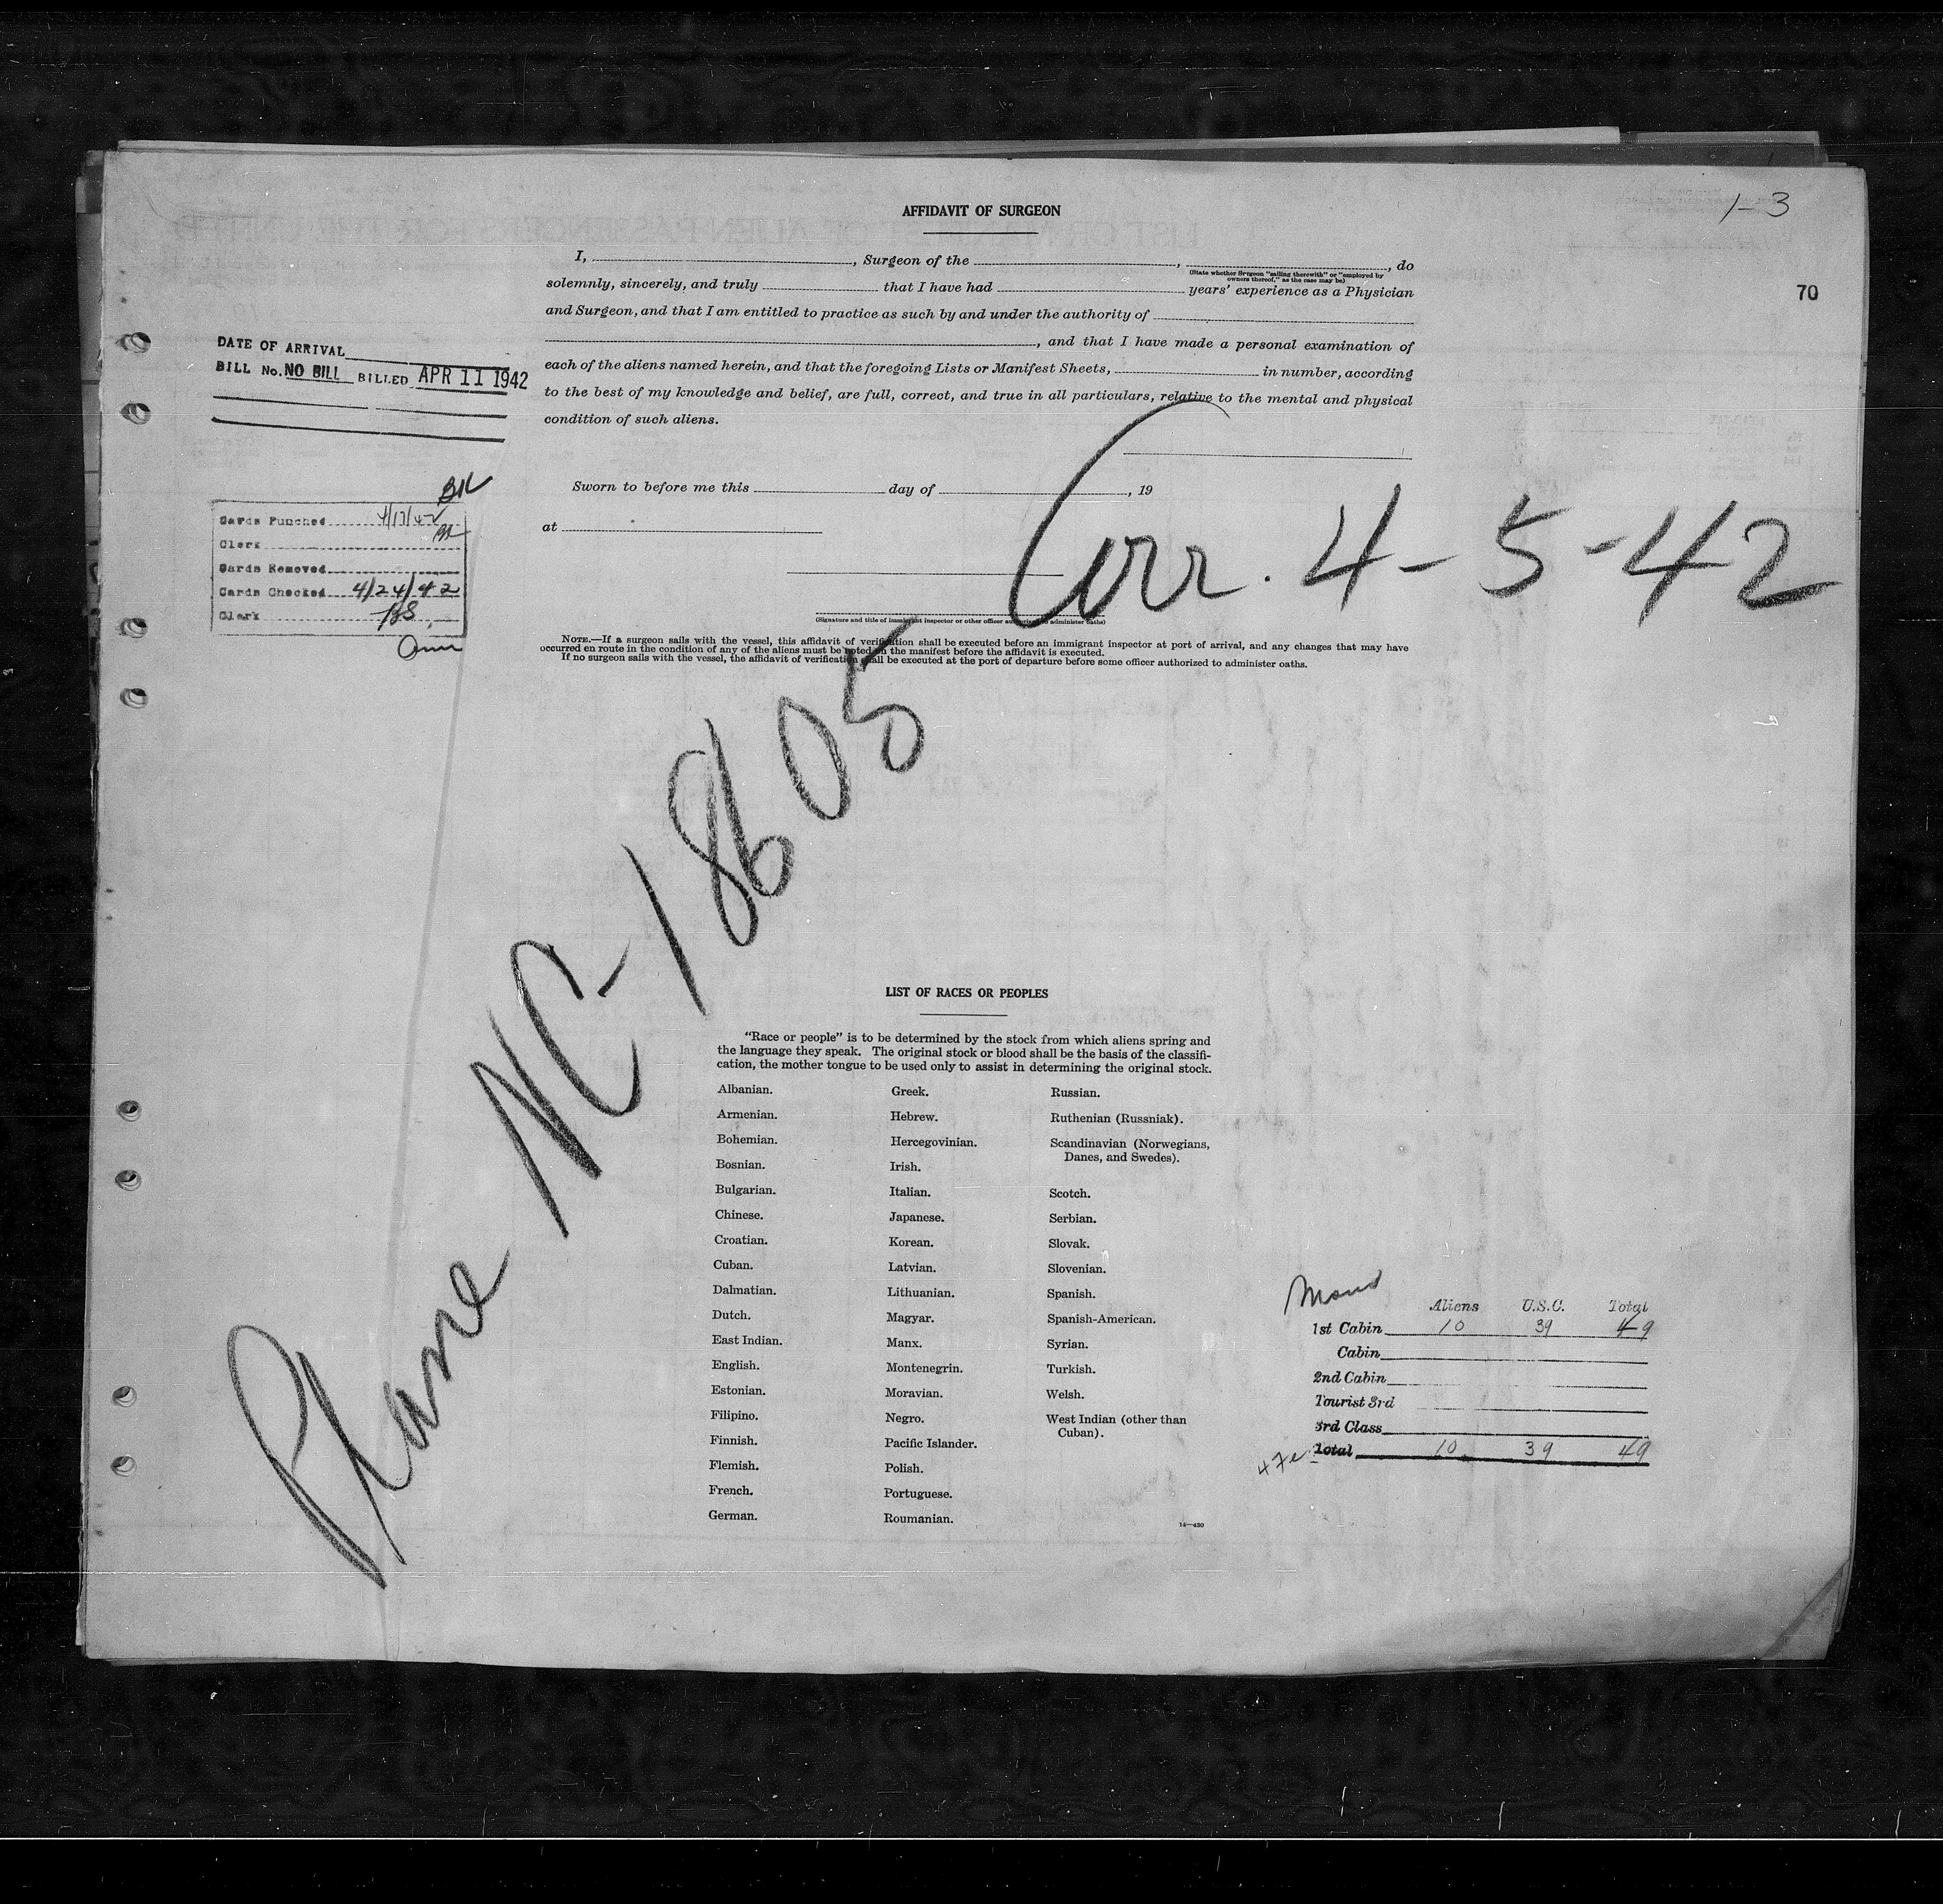 AFFIDAVIT OF SURGEON
1-3
70
I, , Surgeon of the , , do
(State whether Surgeon "sailing therewith" or "employed by
owners thereof," as the case may be)
solemnly, sincerely, and truly that I have had years' experience as a Physician
and Surgeon, and that I am entitled to practice as such by and under the authority of
, and that I have made a personal examination of
each of the aliens named herein, and that the foregoing Lists or Manifest Sheets, in number, according
to the best of my knowledge and belief, are full, correct, and true in all particulars, relative to the mental and physical
condition of such aliens.
DATE OF ARRIVAL
BILL No. NO BILL BILLED APR 11 1942
Sworn to before me this day of , 19
at
BK
Cards Punched 4/17/42
Clerk
Cards Removed
Cards Checked 4/24/42
Clerk
Arr. 4-5-42
(Signature and title of immigrant inspector or other officer authorized to administer oaths)
NOTE.—If a surgeon sails with the vessel, this affidavit of verification shall be executed before an immigrant inspector at port of arrival, and any changes that may have
occurred en route in the condition of any of the aliens must be noted on the manifest before the affidavit is executed.
If no surgeon sails with the vessel, the affidavit of verification shall be executed at the port of departure before some officer authorized to administer oaths.
Plane NC-18605
LIST OF RACES OR PEOPLES
"Race or people" is to be determined by the stock from which aliens spring and
the language they speak. The original stock or blood shall be the basis of the classifi-
cation, the mother tongue to be used only to assist in determining the original stock.
Albanian.
Armenian.
Bohemian.
Bosnian.
Bulgarian.
Chinese.
Croatian.
Cuban.
Dalmatian.
Dutch.
East Indian.
English.
Estonian.
Filipino.
Finnish.
Flemish.
French.
German.
Greek.
Hebrew.
Hercegovinian.
Irish.
Italian.
Japanese.
Korean.
Latvian.
Lithuanian.
Magyar.
Manx.
Montenegrin.
Moravian.
Negro.
Pacific Islander.
Polish.
Portuguese.
Roumanian.
Russian.
Ruthenian (Russniak).
Scandinavian (Norwegians,
Danes, and Swedes).
Scotch.
Serbian.
Slovak.
Slovenian.
Spanish.
Spanish-American.
Syrian.
Turkish.
Welsh.
West Indian (other than
Cuban).
14—430
Aliens U.S.C. Total
1st Cabin 10 39 49
Cabin
2nd Cabin
Tourist 3rd
3rd Class
Total 10 39 49